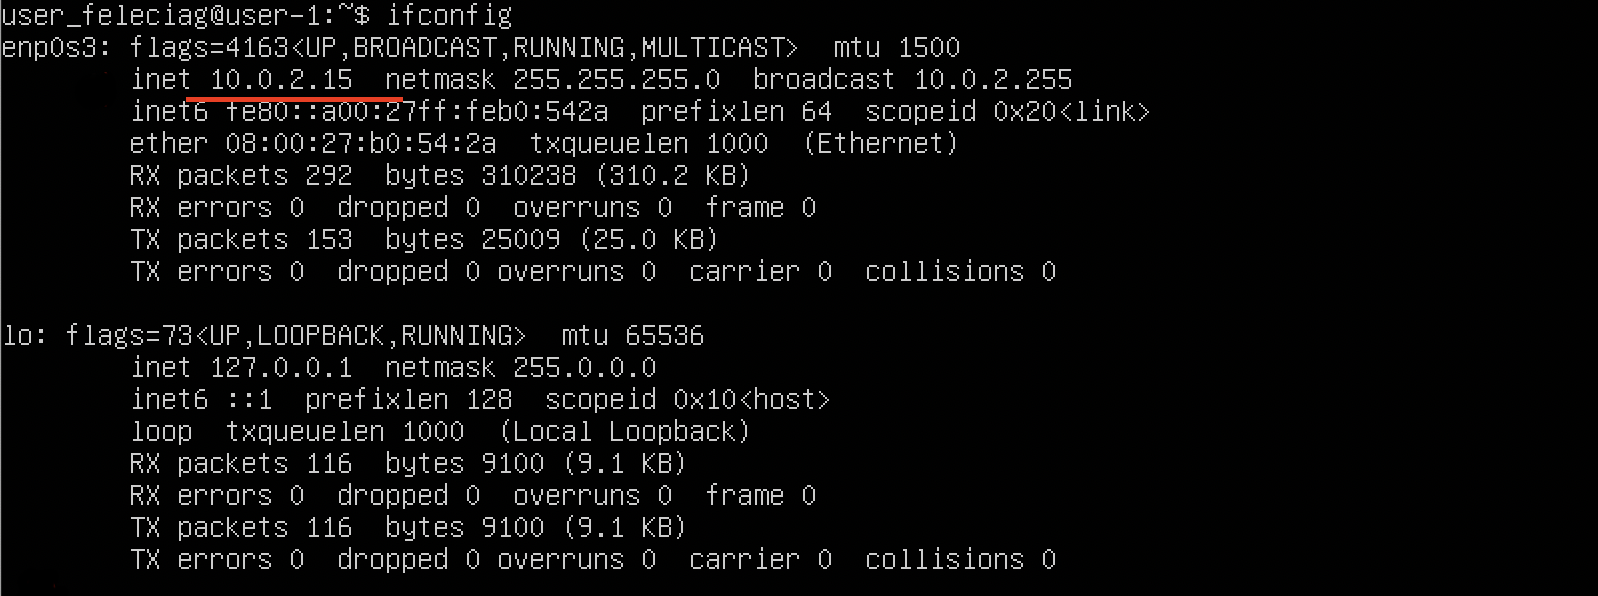 user_feleciag@user-1:~$ ifconfig
enp0s3: flags=4163<UP,BROADCAST,RUNNING,MULTICAST>  mtu 1500
        inet 10.0.2.15  netmask 255.255.255.0  broadcast 10.0.2.255
        inet6 fe80::a00:27ff:feb0:542a  prefixlen 64  scopeid 0x20<link>
        ether 08:00:27:b0:54:2a  txqueuelen 1000  (Ethernet)
        RX packets 292  bytes 310238 (310.2 KB)
        RX errors 0  dropped 0  overruns 0  frame 0
        TX packets 153  bytes 25009 (25.0 KB)
        TX errors 0  dropped 0 overruns 0  carrier 0  collisions 0

lo: flags=73<UP,LOOPBACK,RUNNING>  mtu 65536
        inet 127.0.0.1  netmask 255.0.0.0
        inet6 ::1  prefixlen 128  scopeid 0x10<host>
        loop  txqueuelen 1000  (Local Loopback)
        RX packets 116  bytes 9100 (9.1 KB)
        RX errors 0  dropped 0  overruns 0  frame 0
        TX packets 116  bytes 9100 (9.1 KB)
        TX errors 0  dropped 0 overruns 0  carrier 0  collisions 0